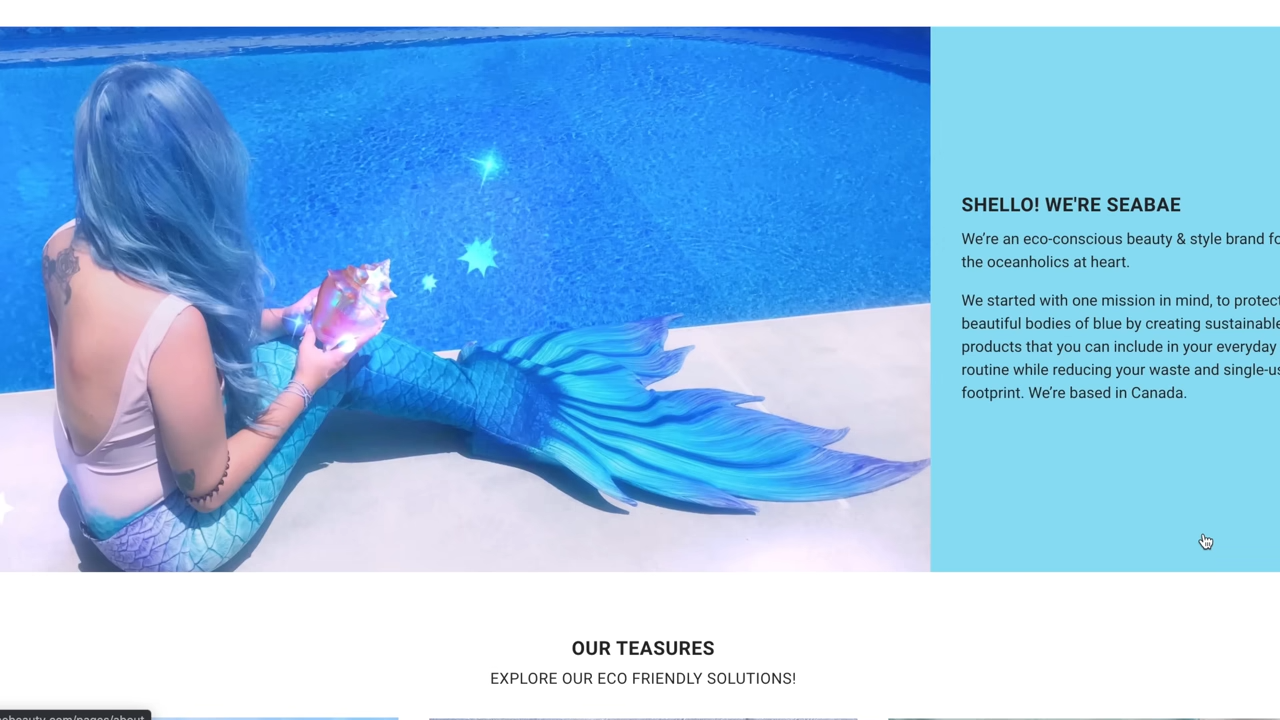 SHELLO! WE'RE SEABAE
We’re an eco-conscious beauty & style brand
the oceanholics at heart.
We started with one mission in mind, to protect
beautiful bodies of blue by creating sustainable
products that you can include in your everyday
routine while reducing your waste and
footprint. We’re based in Canada.
OUR TEASURES
EXPLORE OUR ECO FRIENDLY SOLUTIONS!